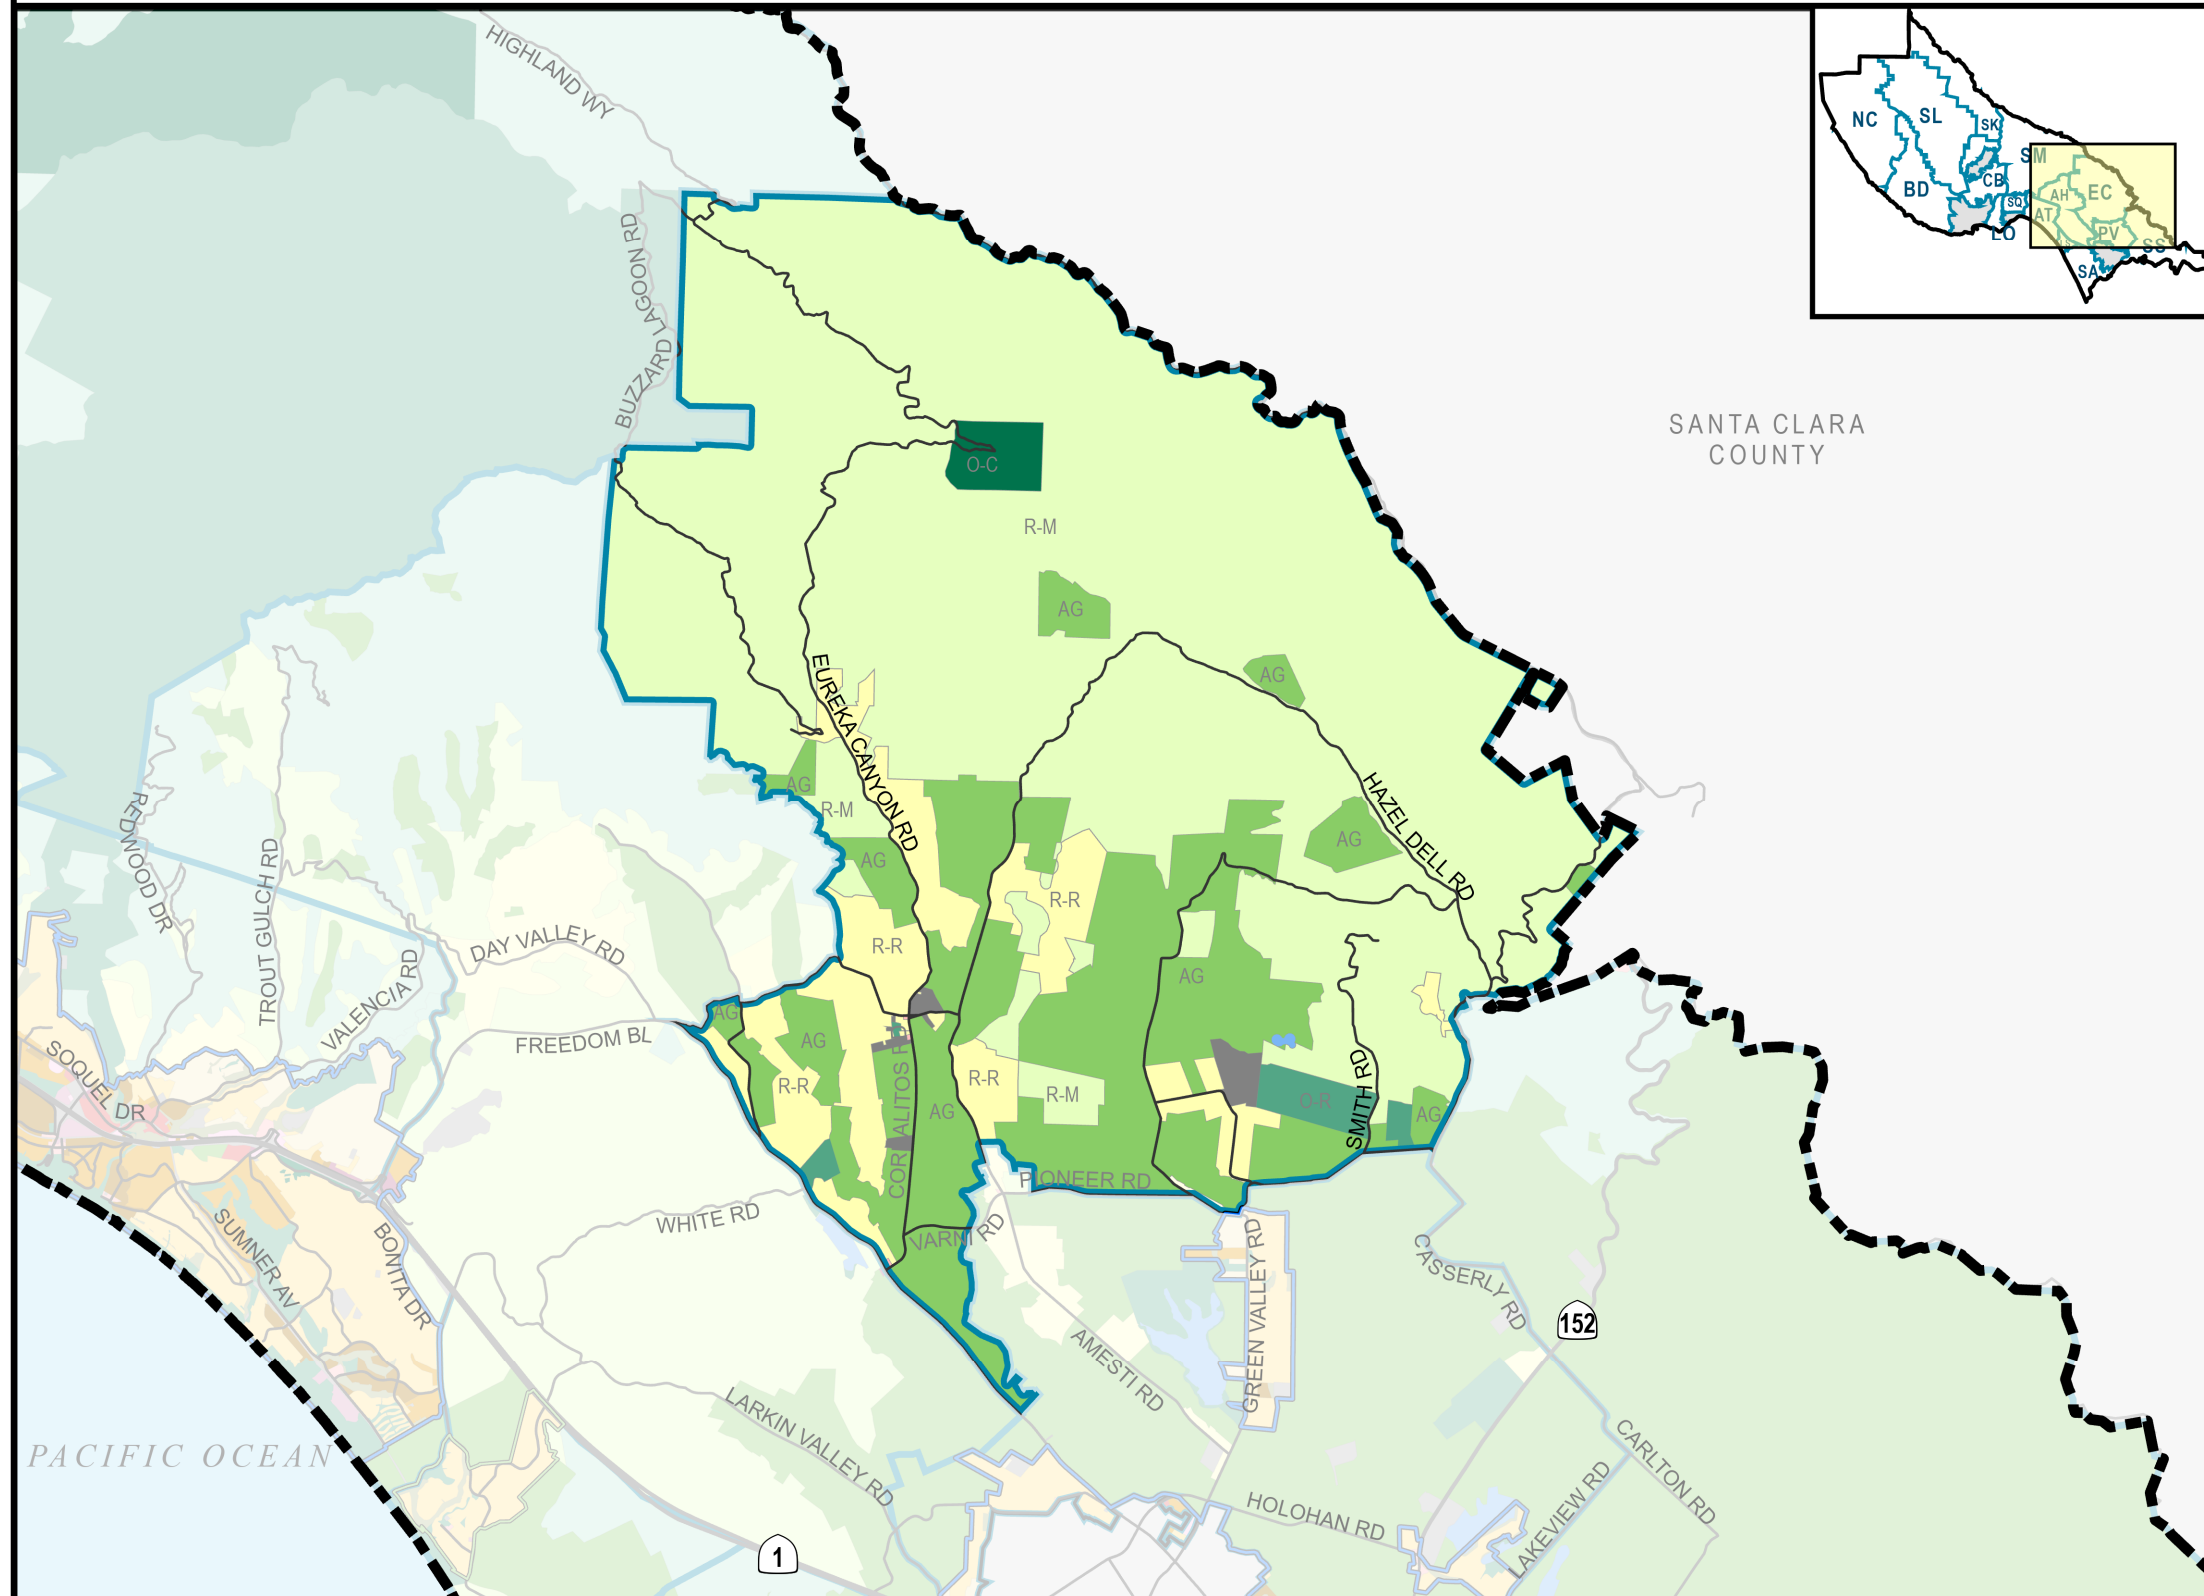 HIGHLAND WY
NC
SL
SK
SM
BD
CB
SQ
LO
AH
EC
AT
PV
SS
SA
BUZZARD LAGOON RD
SANTA CLARA
COUNTY
O-C
R-M
AG
AG
EUREKA CANYON RD
AG
R-M
HAZEL DELL RD
AG
AG
REDWOOD DR
TROUT GULCH RD
R-R
R-R
DAY VALLEY RD
VALENCIA RD
AG
AG
FREEDOM BL
AG
SOQUEL DR
R-R
R-R
R-M
CORRALITOS RD
AG
O-R
SMITH RD
AG
PIONEER RD
WHITE RD
VARNI RD
SUMNER AV
BONITA DR
GREEN VALLEY RD
CASSERLY RD
152
AMESTI RD
LARKIN VALLEY RD
PACIFIC OCEAN
CARLTON RD
HOLOHAN RD
LAKEVIEW RD
1